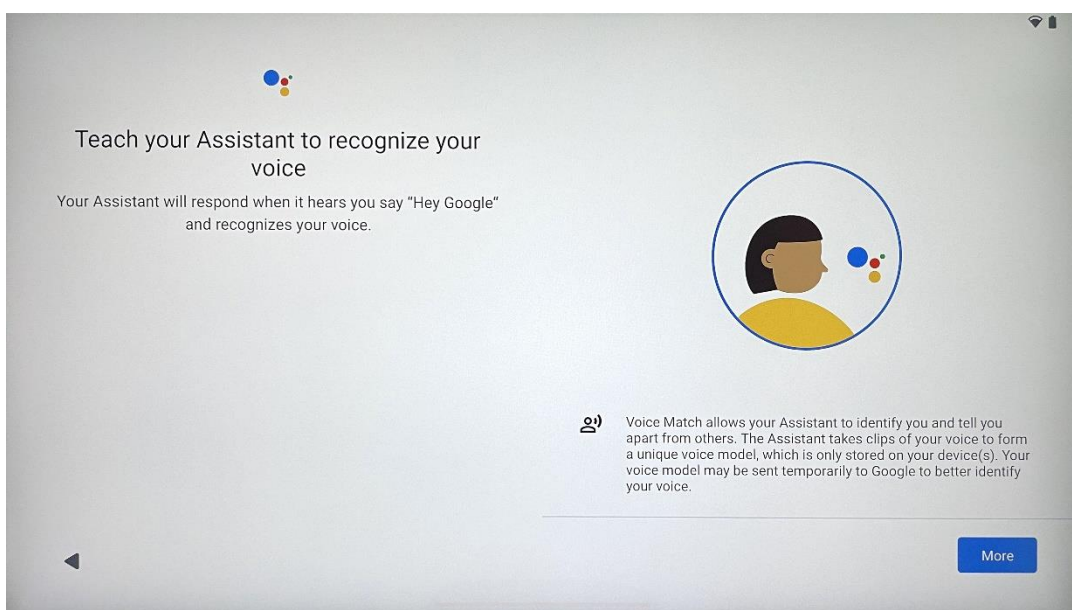 Teach your Assistant to recognize your
voice
Your Assistant will respond when it hears you say “Hey Google“
and recognizes your voice.
Voice Match allows your Assistant to identify you and tell you
apart from others. The Assistant takes clips of your voice to form
a unique voice model, which is only stored on your device(s). Your
voice model may be sent temporarily to Google to better identify
your voice.
More